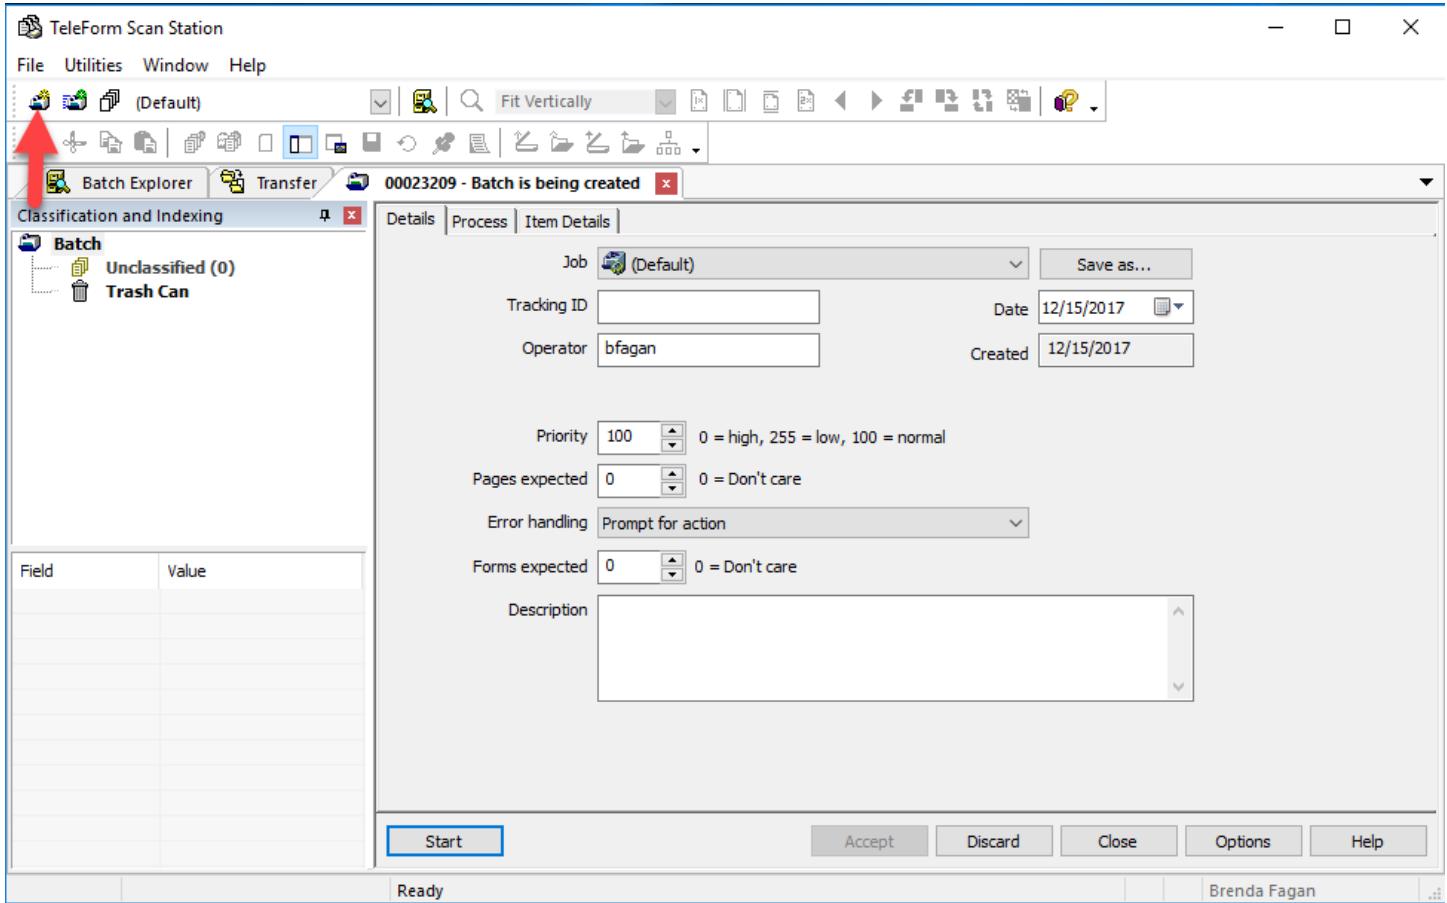 TeleForm Scan Station
File Utilities Window Help
(Default) Fit Vertically
Batch Explorer Transfer 00023209 - Batch is being created
Classification and Indexing
Batch
Unclassified (0)
Trash Can
Field Value
Details Process Item Details
Job (Default) Save as...
Tracking ID Date 12/15/2017
Operator bfagan Created 12/15/2017
Priority 100 0 = high, 255 = low, 100 = normal
Pages expected 0 0 = Don't care
Error handling Prompt for action
Forms expected 0 0 = Don't care
Description
Start Accept Discard Close Options Help
Ready Brenda Fagan